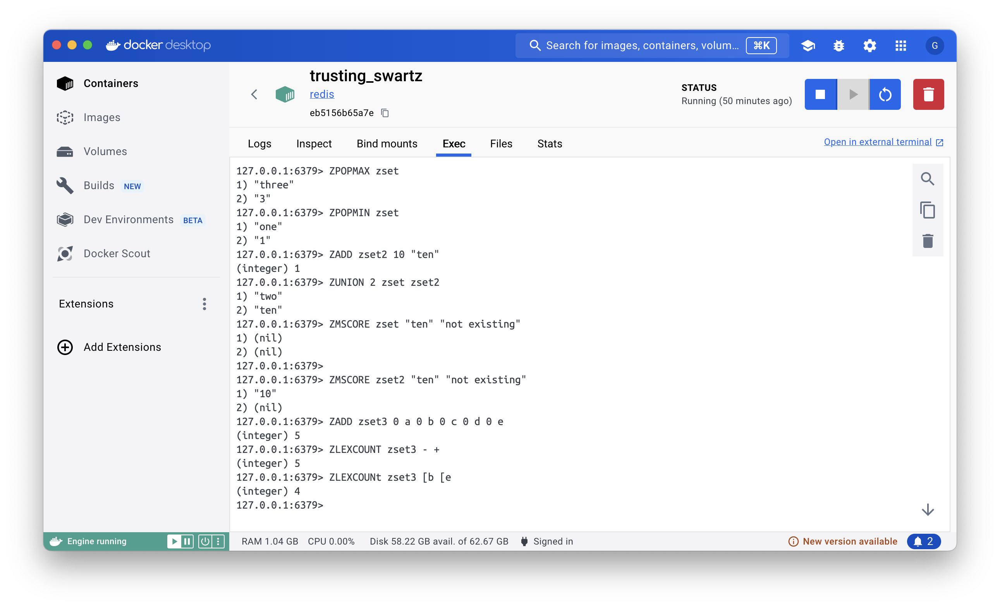 docker desktop
Search for images, containers, volum... ⌘K
G
Containers
Images
Volumes
Builds NEW
Dev Environments BETA
Docker Scout
Extensions
Add Extensions
trusting_swartz
redis
eb5156b65a7e
STATUS
Running (50 minutes ago)
Logs Inspect Bind mounts Exec Files Stats
Open in external terminal
127.0.0.1:6379> ZPOPMAX zset
1) "three"
2) "3"
127.0.0.1:6379> ZPOPMIN zset
1) "one"
2) "1"
127.0.0.1:6379> ZADD zset2 10 "ten"
(integer) 1
127.0.0.1:6379> ZUNION 2 zset zset2
1) "two"
2) "ten"
127.0.0.1:6379> ZMSCORE zset "ten" "not existing"
1) (nil)
2) (nil)
127.0.0.1:6379>
127.0.0.1:6379> ZMSCORE zset2 "ten" "not existing"
1) "10"
2) (nil)
127.0.0.1:6379> ZADD zset3 0 a 0 b 0 c 0 d 0 e
(integer) 5
127.0.0.1:6379> ZLEXCOUNT zset3 - +
(integer) 5
127.0.0.1:6379> ZLEXCOUNt zset3 [b [e
(integer) 4
127.0.0.1:6379>
Engine running
RAM 1.04 GB CPU 0.00% Disk 58.22 GB avail. of 62.67 GB Signed in
New version available 2